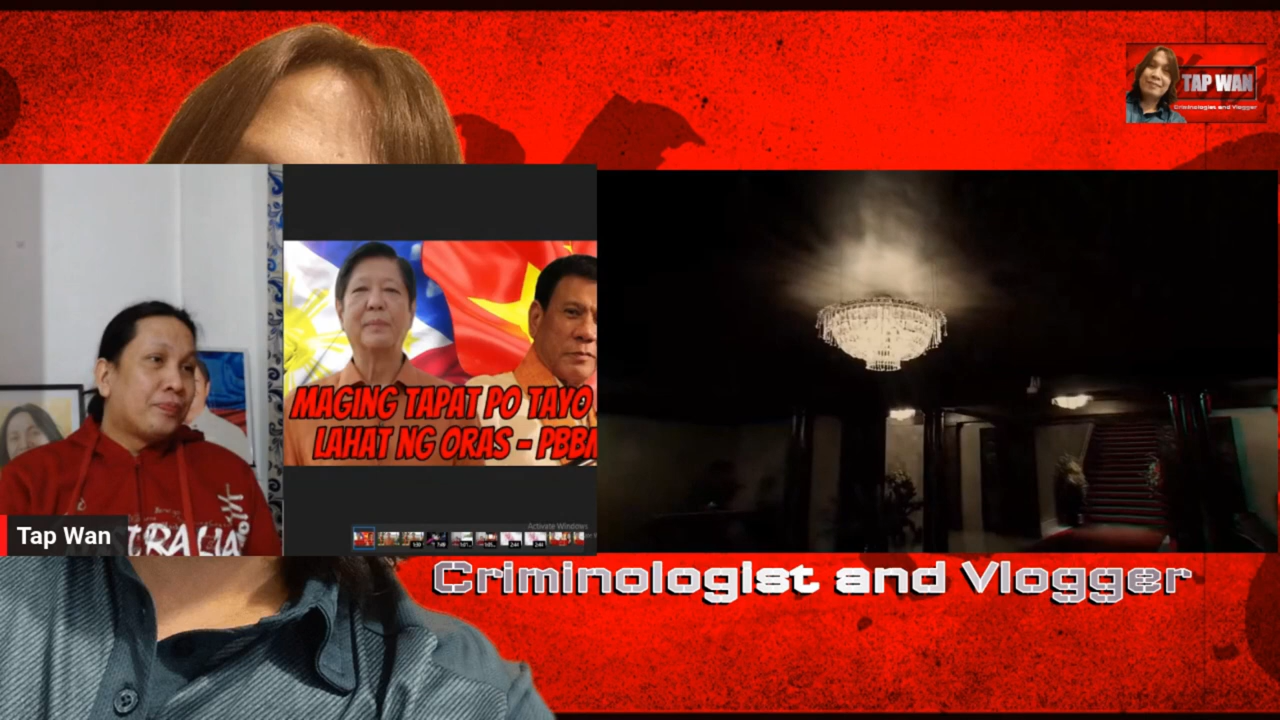 TAP WAN
Criminologist and Vlogger
MAGING TAPAT PO TAYO
LAHAT NG ORAS - PBBM
Activate Windows
Tap Wan
Criminologist and Vlogger